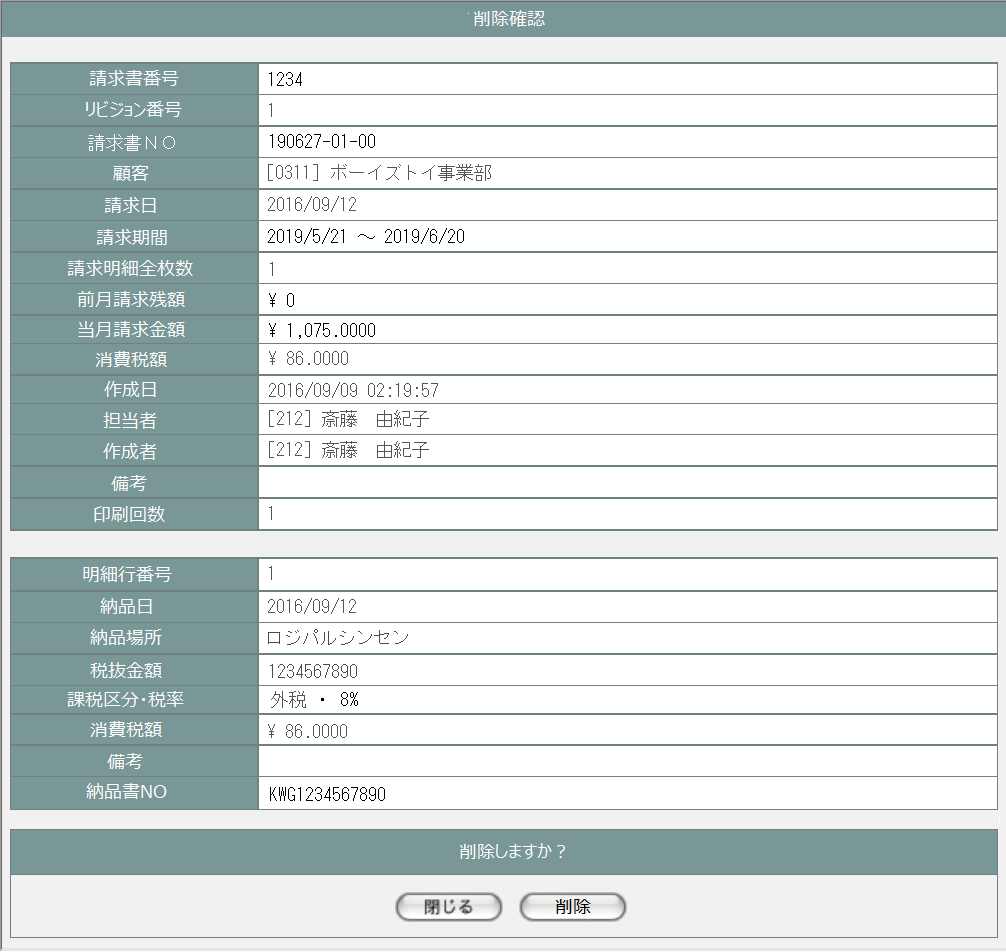 削除確認
請求書番号 1234
リビジョン番号 1
請求書ＮＯ 190627-01-00
顧客 [0311] ボーイズトイ事業部
請求日 2016/09/12
請求期間 2019/5/21 ～ 2019/6/20
請求明細全枚数 1
前月請求残額 ¥ 0
当月請求金額 ¥ 1,075.0000
消費税額 ¥ 86.0000
作成日 2016/09/09 02:19:57
担当者 [212] 斎藤　由紀子
作成者 [212] 斎藤　由紀子
備考
印刷回数 1
明細行番号 1
納品日 2016/09/12
納品場所 ロジパルシンセン
税抜金額 1234567890
課税区分・税率 外税 ・ 8%
消費税額 ¥ 86.0000
備考
納品書NO KWG1234567890
削除しますか？
閉じる 削除